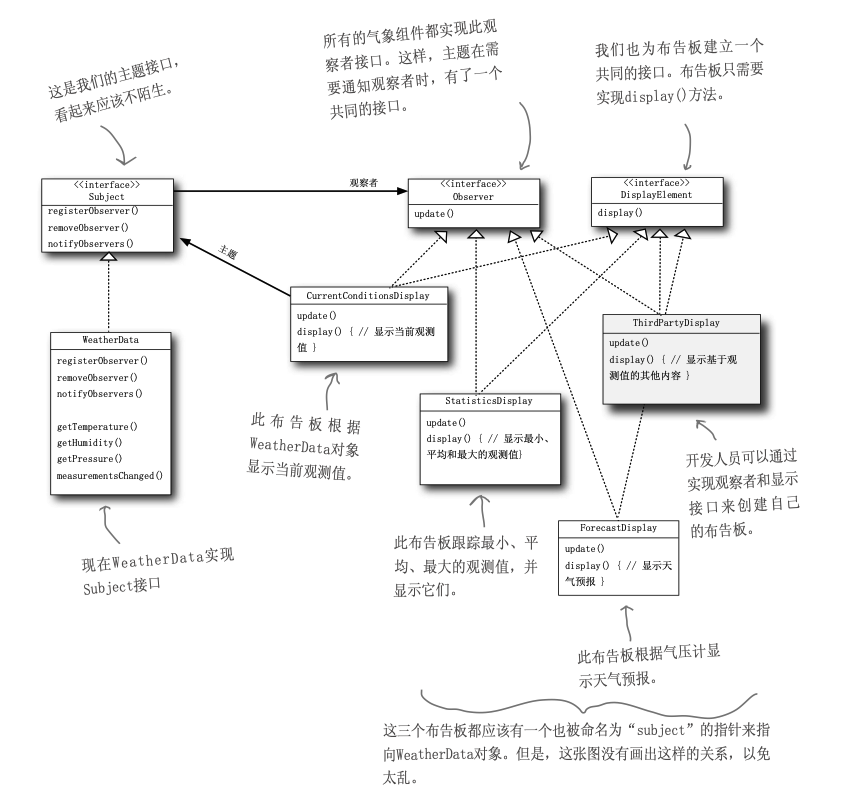 这是我们的主题接口，
看起来应该不陌生。
所有的气象组件都实现此观
察者接口。这样，主题在需
要通知观察者时，有了一个
共同的接口。
我们也为布告板建立一个
共同的接口。布告板只需要
实现display()方法。
<<interface>>
Subject
registerObserver()
removeObserver()
notifyObservers()
观察者
<<interface>>
Observer
update()
<<interface>>
DisplayElement
display()
主题
CurrentConditionsDisplay
update()
display() { // 显示当前观测
值 }
WeatherData
registerObserver()
removeObserver()
notifyObservers()
getTemperature()
getHumidity()
getPressure()
measurementsChanged()
ThirdPartyDisplay
update()
display() { // 显示基于观
测值的其他内容 }
StatisticsDisplay
update()
display() { // 显示最小、
平均和最大的观测值}
此布告板根据
WeatherData对象
显示当前观测值。
开发人员可以通过
实现观察者和显示
接口来创建自己
的布告板。
ForecastDisplay
update()
display() { // 显示天
气预报 }
现在WeatherData实现
Subject接口
此布告板跟踪最小、平
均、最大的观测值，并
显示它们。
此布告板根据气压计显
示天气预报。
这三个布告板都应该有一个也被命名为“subject”的指针来指
向WeatherData对象。但是，这张图没有画出这样的关系，以免
太乱。